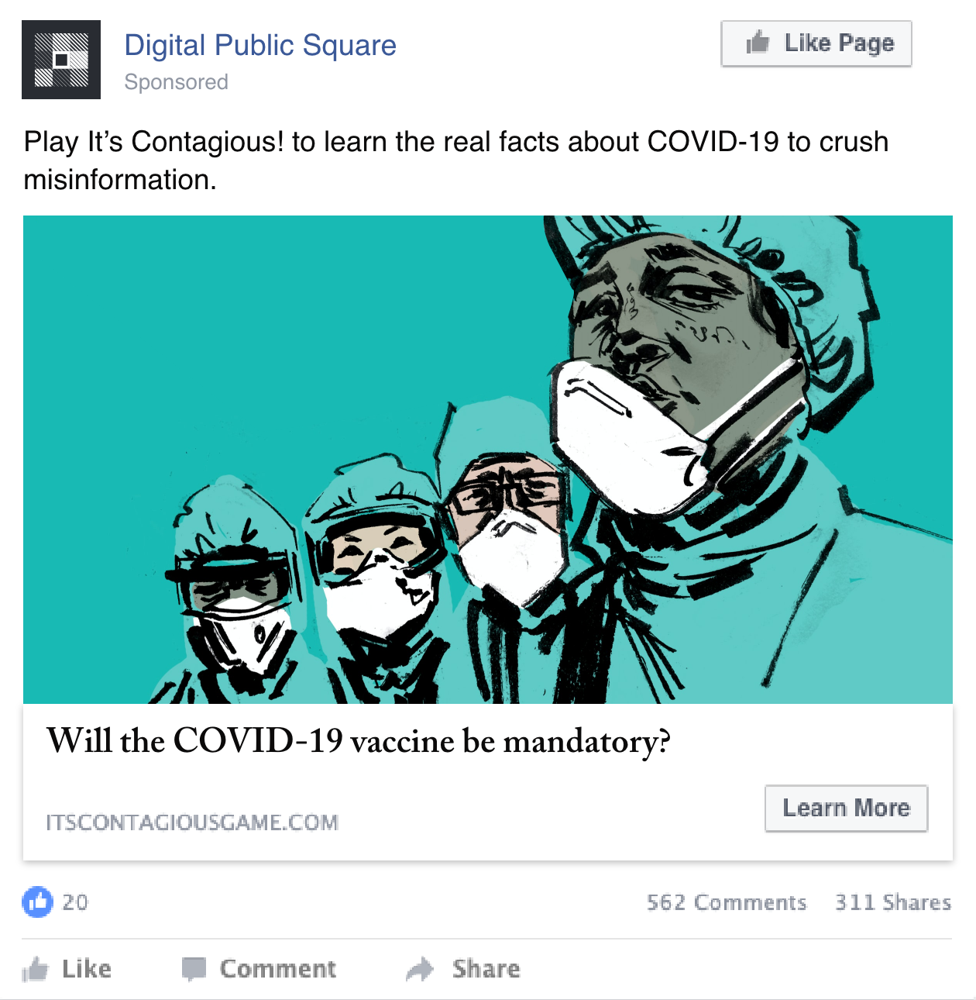 Digital Public Square
Like Page
Sponsored
Play It’s Contagious! to learn the real facts about COVID-19 to crush
misinformation.
Will the COVID-19 vaccine be mandatory?
Learn More
ITSCONTAGIOUSGAME.COM
20
562 Comments
311 Shares
Like
Comment
Share